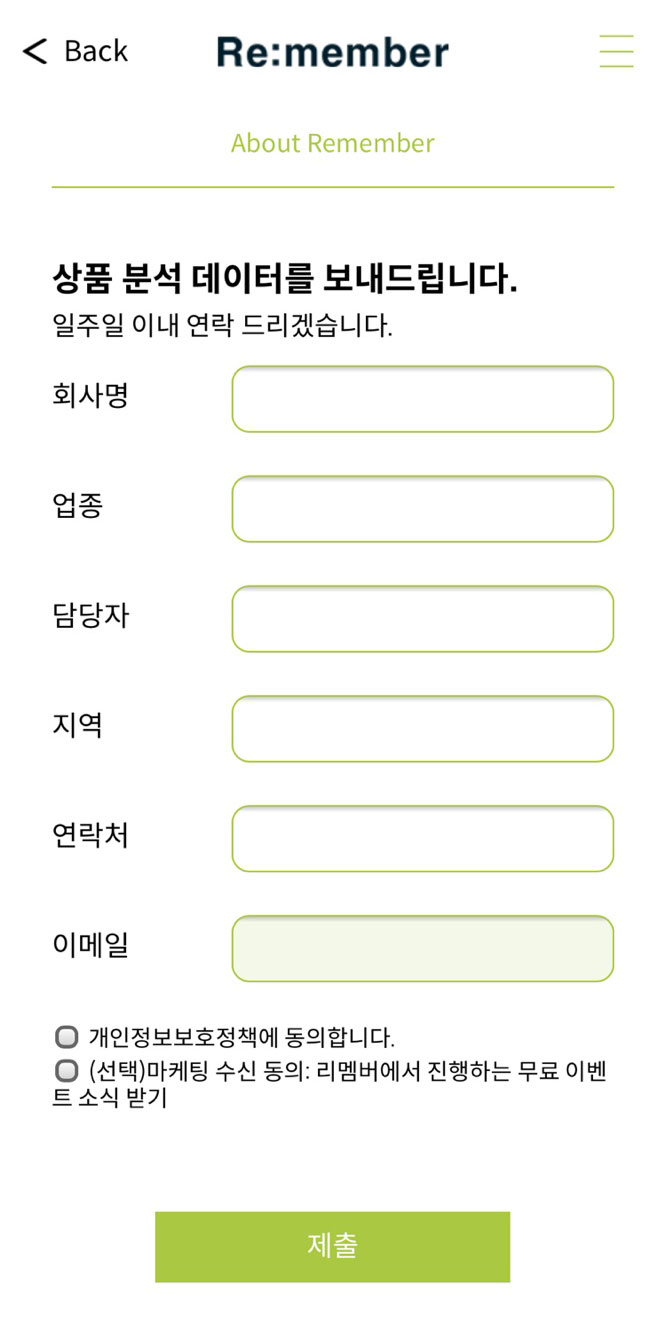 Back
Re:member
About Remember
상품 분석 데이터를 보내드립니다.
일주일 이내 연락 드리겠습니다.
회사명
업종
담당자
지역
연락처
이메일
개인정보보호정책에 동의합니다.
(선택)마케팅 수신 동의: 리멤버에서 진행하는 무료 이벤
트 소식 받기
제출